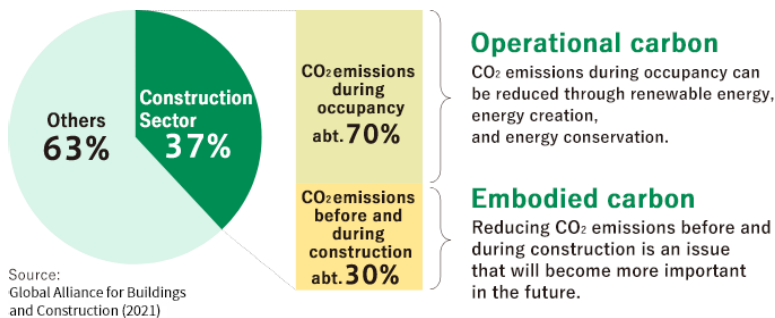 Others
63%
Construction
Sector
37%
CO₂ emissions
during
occupancy
abt. 70%
CO₂ emissions
before and
during
construction
abt. 30%
Operational carbon
CO₂ emissions during occupancy can
be reduced through renewable energy,
energy creation,
and energy conservation.
Embodied carbon
Reducing CO₂ emissions before and
during construction is an issue
that will become more important
in the future.
Source:
Global Alliance for Buildings
and Construction (2021)